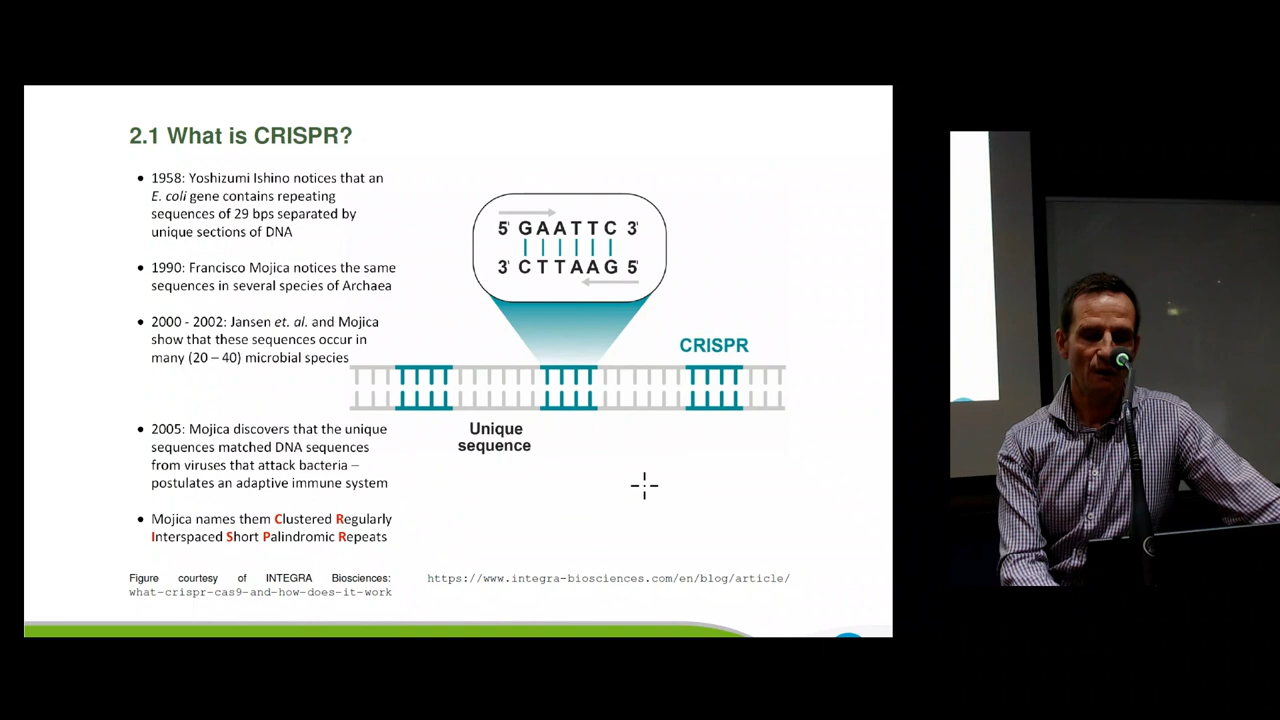 2.1 What is CRISPR?
• 1958: Yoshizumi Ishino notices that an
E. coli gene contains repeating
sequences of 29 bps separated by
unique sections of DNA
• 1990: Francisco Mojica notices the same
sequences in several species of Archaea
• 2000 - 2002: Jansen et. al. and Mojica
show that these sequences occur in
many (20 – 40) microbial species
• 2005: Mojica discovers that the unique
sequences matched DNA sequences
from viruses that attack bacteria –
postulates an adaptive immune system
• Mojica names them Clustered Regularly
Interspaced Short Palindromic Repeats
5' GAATTC 3'
3' CTTAAG 5'
CRISPR
Unique
sequence
Figure courtesy of INTEGRA Biosciences: https://www.integra-biosciences.com/en/blog/article/
what-crispr-cas9-and-how-does-it-work